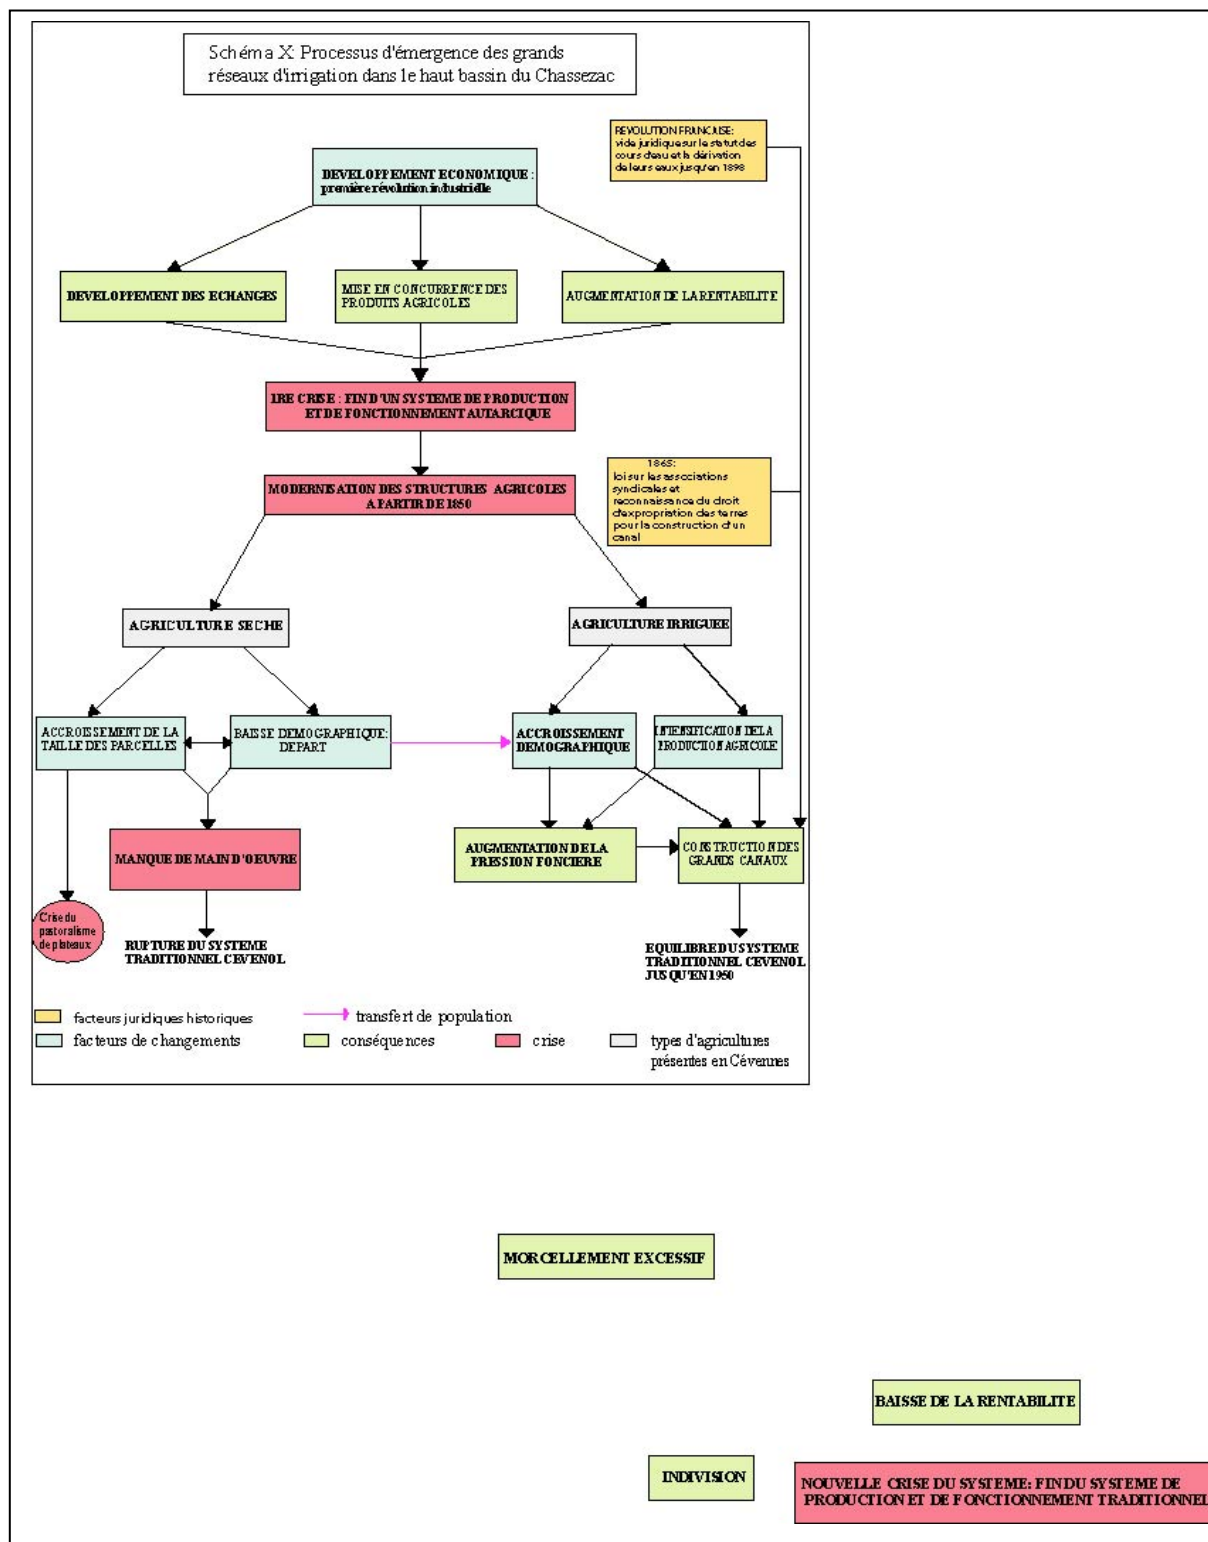 Schéma X: Processus d'émergence des grands
réseaux d'irrigation dans le haut bassin du Chassezac
REVOLUTION FRANCAISE:
vide juridique sur le statut des
cours d'eau et la dérivation
de leurs eaux jusqu'en 1898
DEVELOPPEMENT ECONOMIQUE :
première révolution industrielle
DEVELOPPEMENT DES ECHANGES
MISE EN CONCURRENCE DES
PRODUITS AGRICOLES
AUGMENTATION DE LA RENTABILITE
1RE CRISE : FIN D'UN SYSTEME DE PRODUCTION
ET DE FONCTIONNEMENT AUTARCIQUE
MODERNISATION DES STRUCTURES AGRICOLES
A PARTIR DE 1850
1865:
loi sur les associations
syndicales et
reconnaissance du droit
d'expropriation des terres
pour la construction d'un
canal
AGRICULTURE SECHE
AGRICULTURE IRRIGUEE
ACCROISSEMENT DE LA
TAILLE DES PARCELLES
BAISSE DEMOGRAPHIQUE:
DEPART
ACCROISSEMENT
DEMOGRAPHIQUE
INTENSIFICATION DE LA
PRODUCTION AGRICOLE
MANQUE DE MAIN D'OEUVRE
AUGMENTATION DE LA
PRESSION FONCIERE
CONSTRUCTION DES
GRANDS CANAUX
Crise du
pastoralisme
de plateaux
RUPTURE DU SYSTEME
TRADITIONNEL CEVENOL
EQUILIBRE DU SYSTEME
TRADITIONNEL CEVENOL
JUSQU'EN 1950
facteurs juridiques historiques
transfert de population
facteurs de changements
conséquences
crise
types d'agricultures
présentes en Cévennes
MORCELLEMENT EXCESSIF
BAISSE DE LA RENTABILITE
INDIVISION
NOUVELLE CRISE DU SYSTEME: FIN DU SYSTEME DE
PRODUCTION ET DE FONCTIONNEMENT TRADITIONNEL